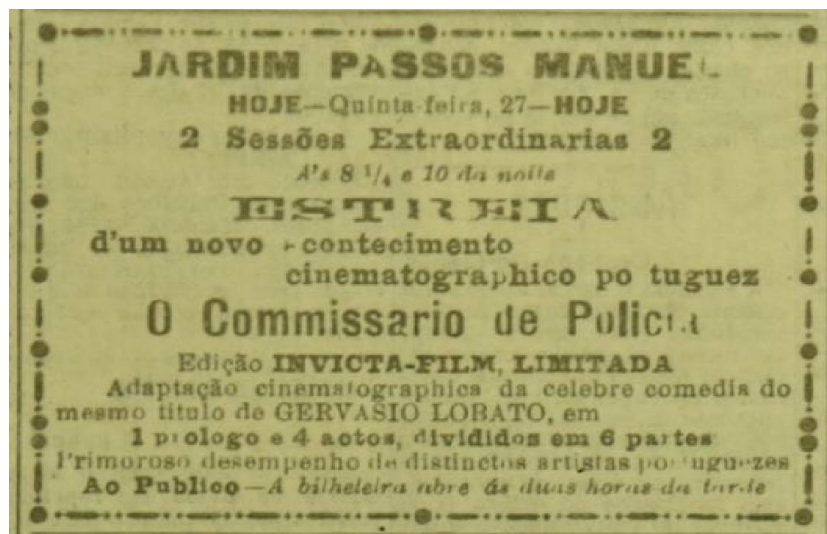 JARDIM PASSOS MANUEL
HOJE—Quinta-feira, 27—HOJE
2 Sessões Extraordinarias 2
A's 8 1/4 e 10 da noite
ESTREIA
d'um novo acontecimento
cinematographico portuguez
O Commissario de Policia
Edição INVICTA-FILM, LIMITADA
Adaptação cinematographica da celebre comedia do
mesmo titulo de GERVASIO LOBATO, em
1 prologo e 4 actos, divididos em 6 partes
Primoroso desempenho de distinctos artistas portuguezes
Ao Publico—A bilheteira abre ás duas horas da tarde